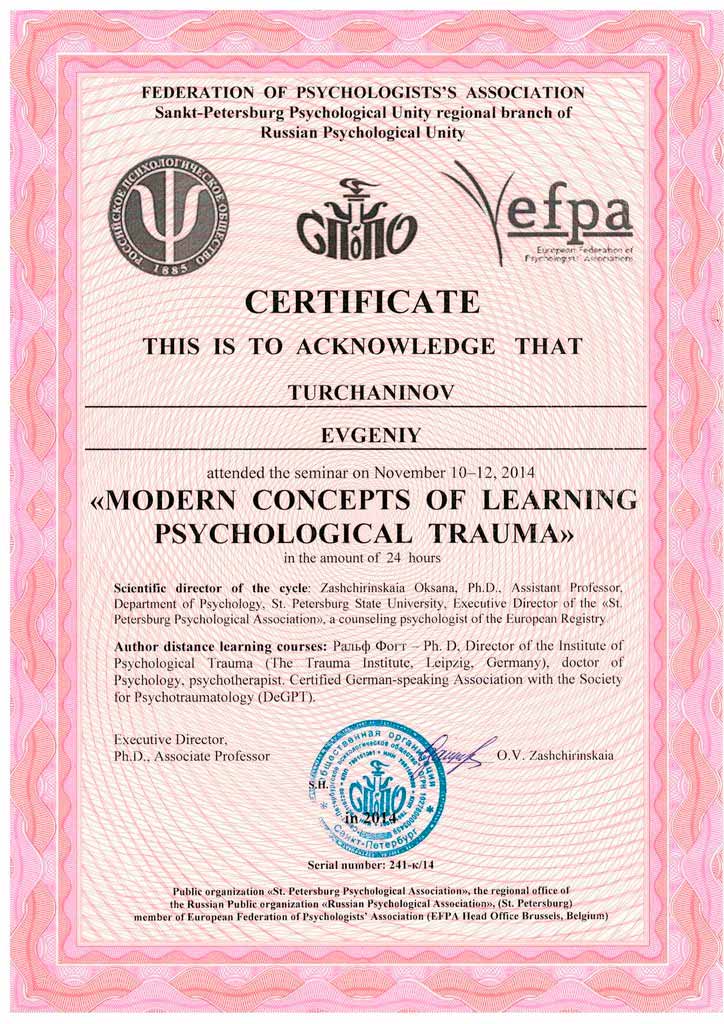 FEDERATION OF PSYCHOLOGISTS'S ASSOCIATION
Sankt-Petersburg Psychological Unity regional branch of
Russian Psychological Unity
РОССИЙСКОЕ ПСИХОЛОГИЧЕСКОЕ ОБЩЕСТВО
1885
efpa
European Federation of
Psychologists' Associations
CERTIFICATE
THIS IS TO ACKNOWLEDGE THAT
TURCHANINOV
EVGENIY
attended the seminar on November 10–12, 2014
«MODERN CONCEPTS OF LEARNING
PSYCHOLOGICAL TRAUMA»
in the amount of 24 hours
Scientific director of the cycle: Zashchirinskaia Oksana, Ph.D., Assistant Professor,
Department of Psychology, St. Petersburg State University, Executive Director of the «St.
Petersburg Psychological Association», a counseling psychologist of the European Registry
Author distance learning courses: Ральф Фогт – Ph. D, Director of the Institute of
Psychological Trauma (The Trauma Institute, Leipzig, Germany), doctor of
Psychology, psychotherapist. Certified German-speaking Association with the Society
for Psychotraumatology (DeGPT).
Executive Director,
Ph.D., Associate Professor
O.V. Zashchirinskaia
S.H.
in 2014
Санкт-Петербург
Serial number: 241-к/14
Public organization «St. Petersburg Psychological Association», the regional office of
the Russian Public organization «Russian Psychological Association», (St. Petersburg)
member of European Federation of Psychologists' Association (EFPA Head Office Brussels, Belgium)